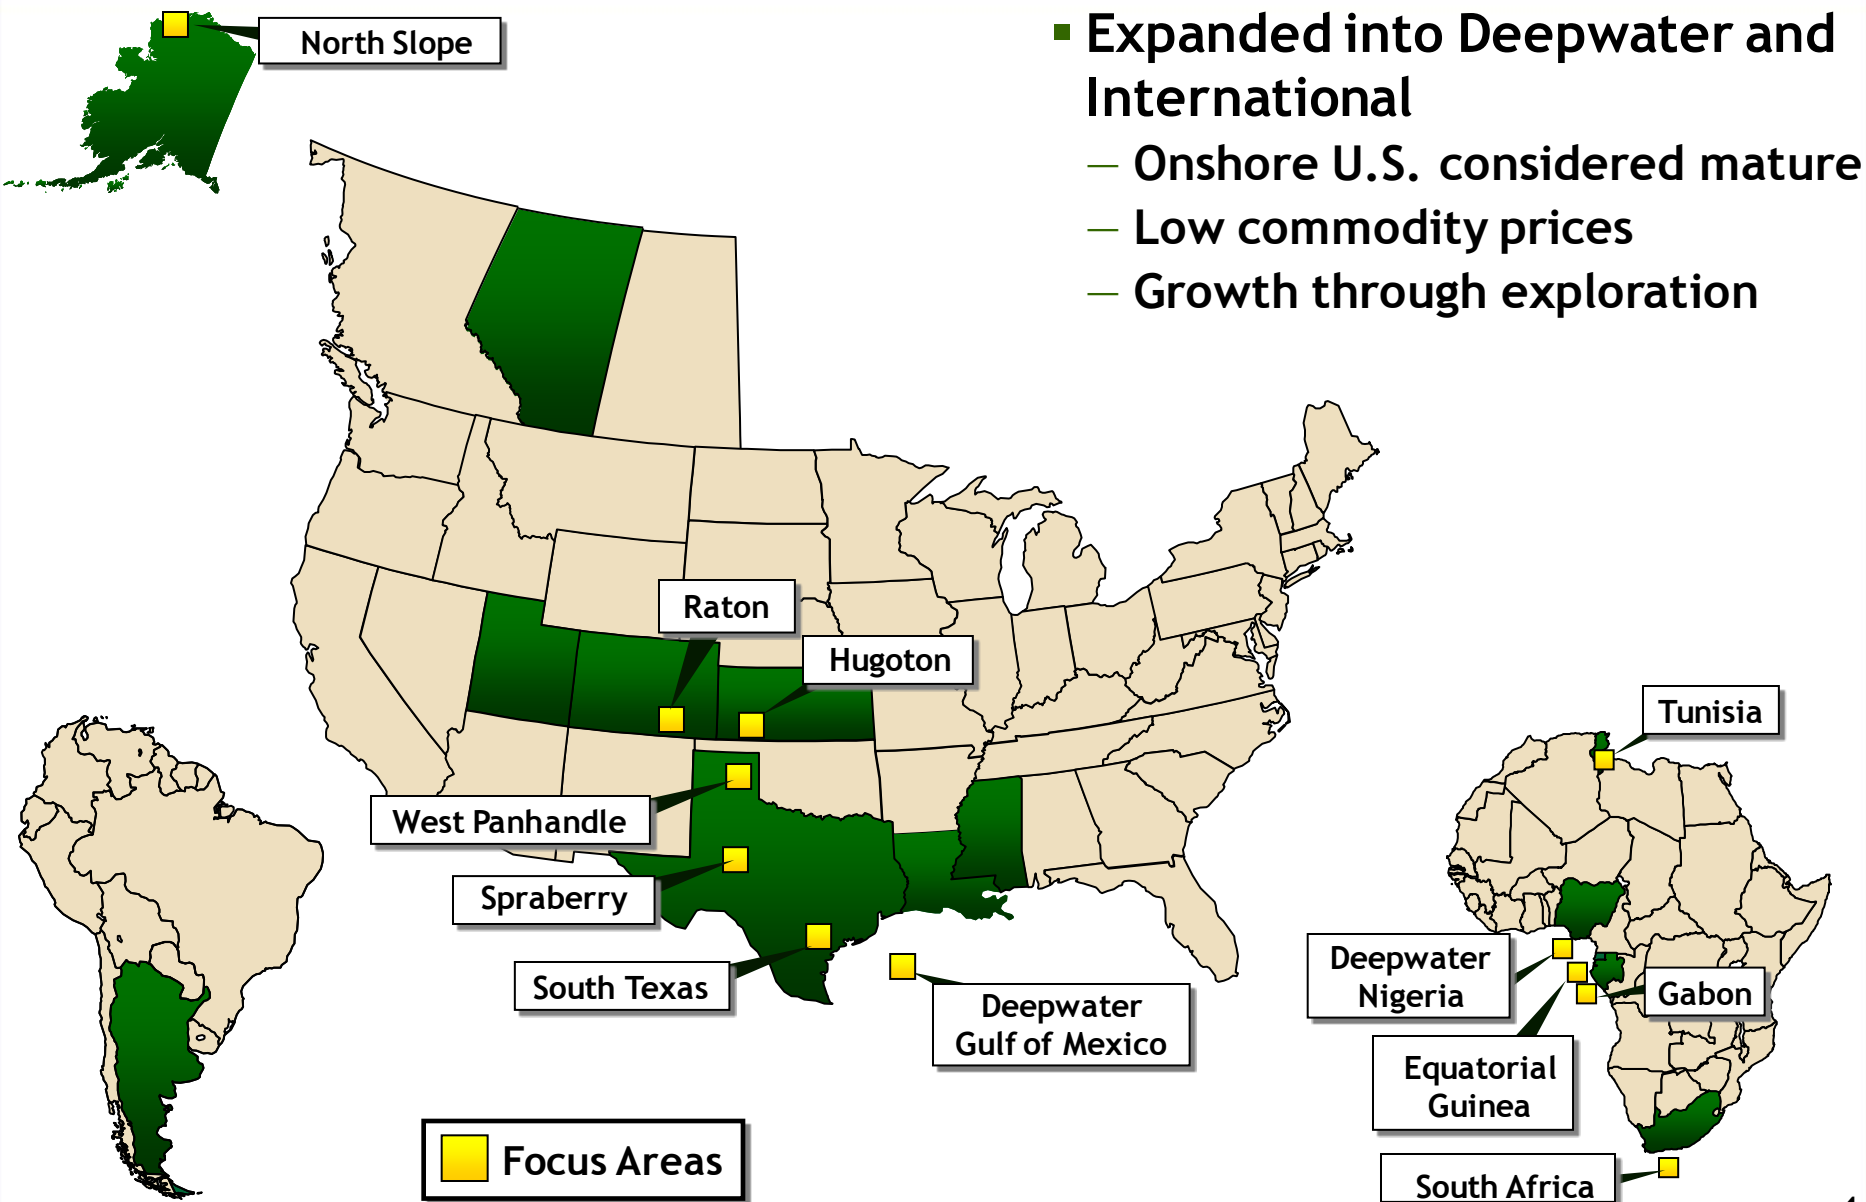 North Slope
Expanded into Deepwater and
International
— Onshore U.S. considered mature
— Low commodity prices
— Growth through exploration
Raton
Hugoton
Tunisia
West Panhandle
Spraberry
South Texas
Deepwater
Gulf of Mexico
Deepwater
Nigeria
Gabon
Equatorial
Guinea
South Africa
Focus Areas